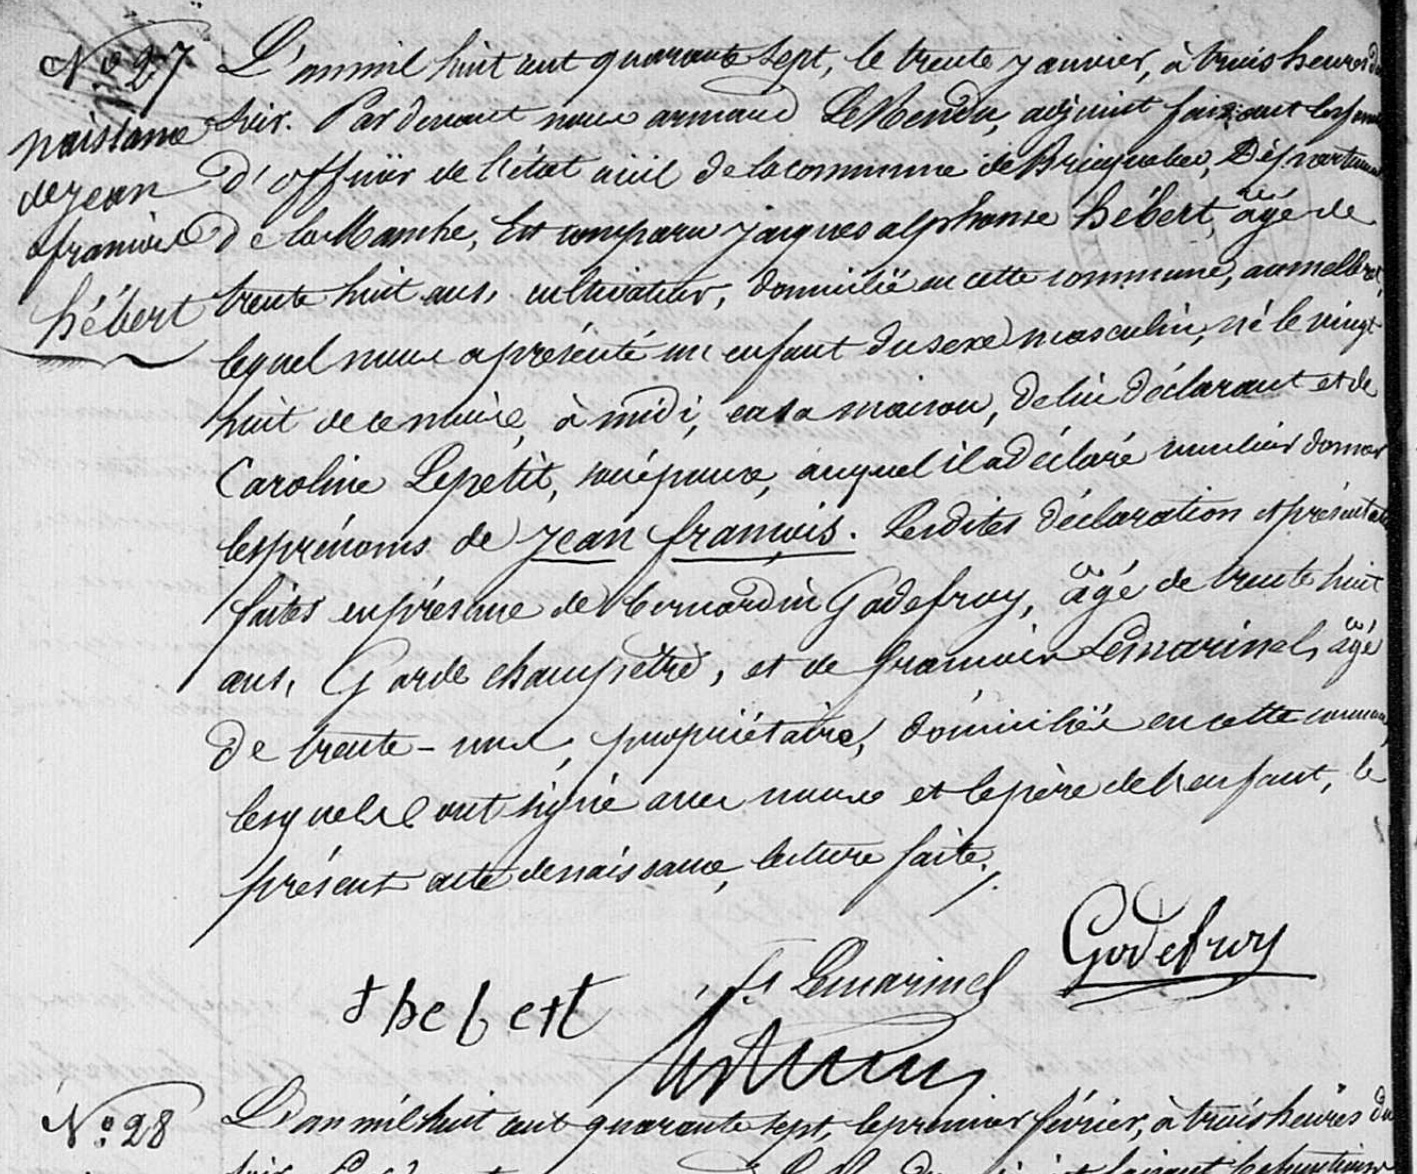 N° 27
naissance
de jean
françois
hébert
L'an mil huit cent quarante sept, le trente janvier, à trois heures du
soir. Par devant nous armand LeRendu, adjoint faisant les
d'officier de l'état civil de la commune de Bricquebec, Département
de la Manche, Est comparu jacques alphonse hébert, âgé de
trente huit ans, cultivateur, domicilié en cette commune,
lequel nous a présenté un enfant du sexe masculin, né le vingt
huit de ce mois, à midi, en sa maison, de lui déclarant et de
Caroline Lepetit, son épouse, auquel il a déclaré vouloir donner
les prénoms de jean françois. Lesdites déclaration et présentation
faites en présence de bernardin Godefroy, âgé de trente huit
ans, Garde champêtre, et de françois Lemarinel, âgé
de trente-un, propriétaire, domiciliés en cette commune,
lesquels ont signé avec nous et le père de l'enfant, le
présent acte de naissance, lecture faite.
Godefroy
fs Lemarinel
hebert
N° 28
L'an mil huit cent quarante sept, le premier février, à trois heures du